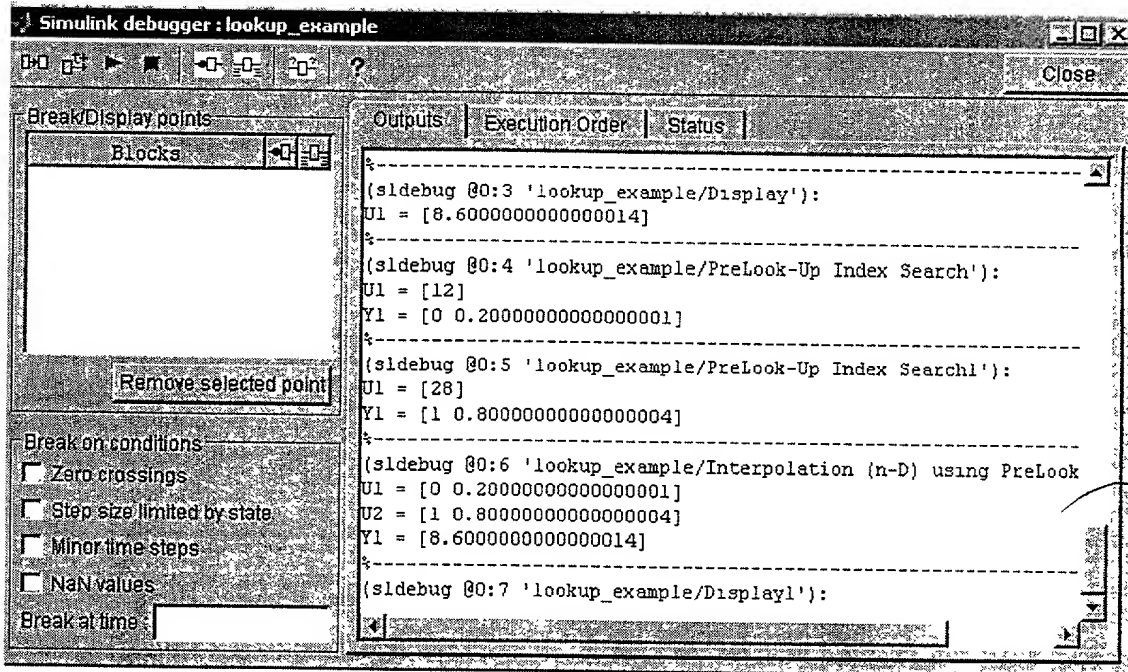 Simulink debugger : lookup_example
?
Close
Break/Display points
Blocks
Remove selected point
Break on conditions
Zero crossings
Step size limited by state
Minor time steps
NaN values
Break at time :
Outputs
Execution Order
Status
%----------------------------------------------------------------
(sldebug @0:3 'lookup_example/Display'):
U1 = [8.6000000000000014]
%----------------------------------------------------------------
(sldebug @0:4 'lookup_example/PreLook-Up Index Search'):
U1 = [12]
Y1 = [0 0.20000000000000001]
%----------------------------------------------------------------
(sldebug @0:5 'lookup_example/PreLook-Up Index Search1'):
U1 = [28]
Y1 = [1 0.80000000000000004]
%----------------------------------------------------------------
(sldebug @0:6 'lookup_example/Interpolation (n-D) using PreLook
U1 = [0 0.20000000000000001]
U2 = [1 0.80000000000000004]
Y1 = [8.6000000000000014]
%----------------------------------------------------------------
(sldebug @0:7 'lookup_example/Display1'):